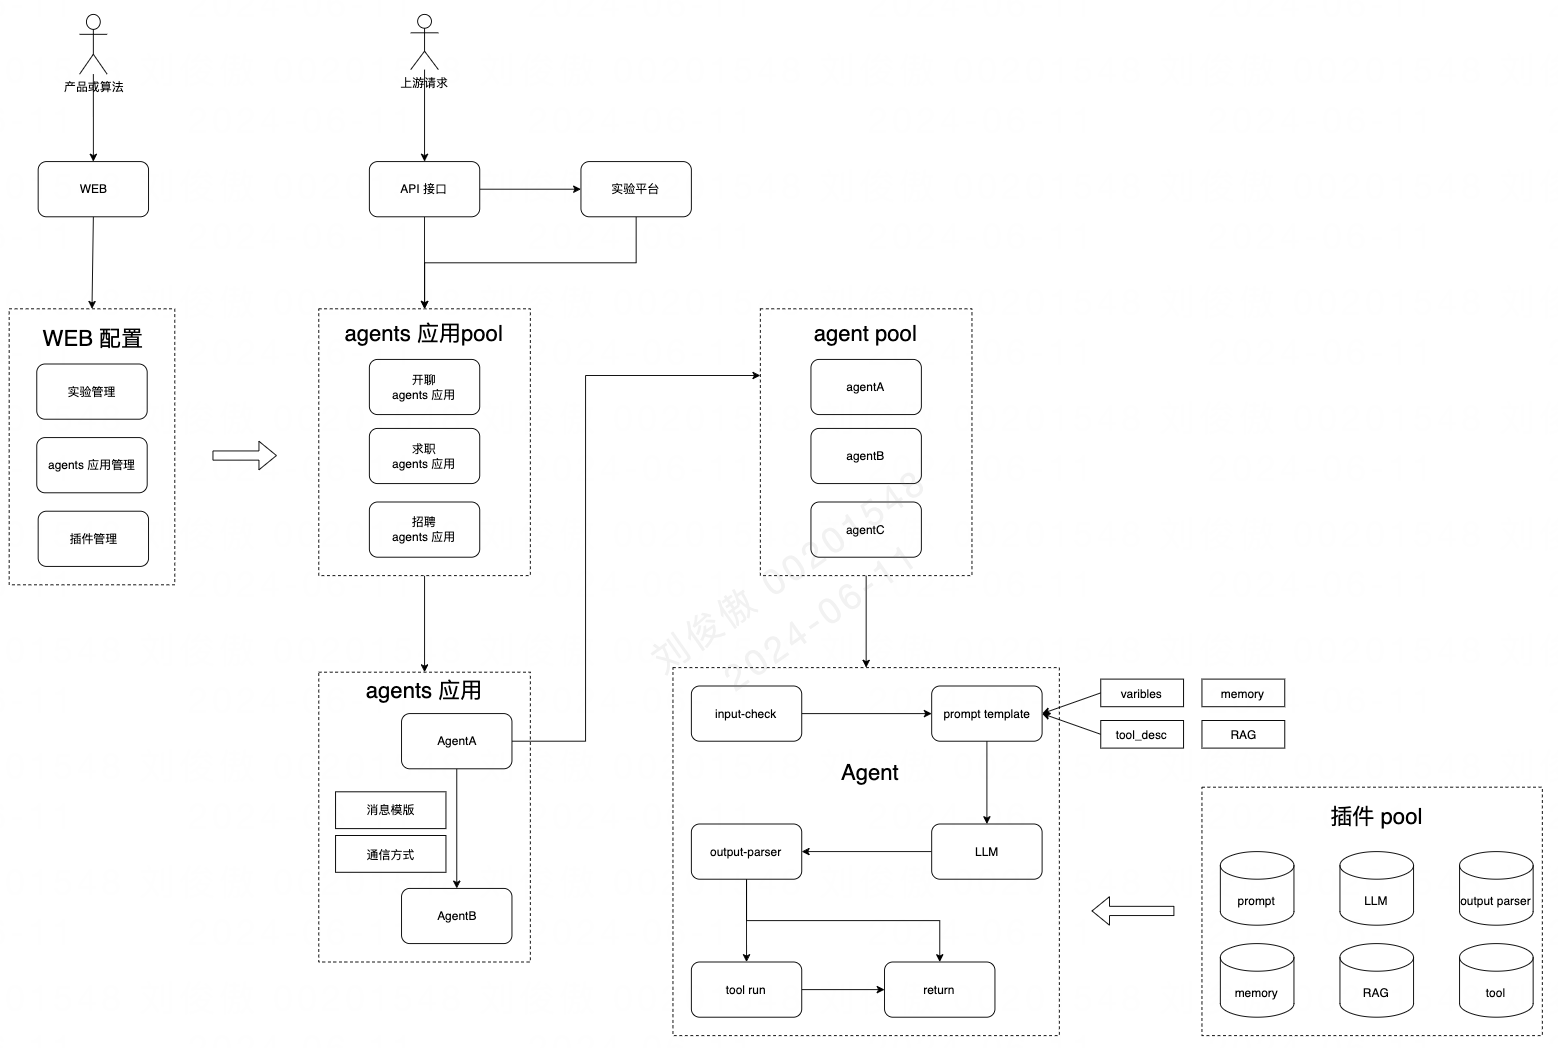 产品或算法
上游请求
WEB
API 接口
实验平台
WEB 配置
实验管理
agents 应用管理
插件管理
agents 应用pool
开聊
agents 应用
求职
agents 应用
招聘
agents 应用
agent pool
agentA
agentB
agentC
刘俊傲 00201548
2024-06-11
agents 应用
AgentA
消息模版
通信方式
AgentB
input-check
prompt template
varibles
memory
tool_desc
RAG
Agent
output-parser
LLM
tool run
return
插件 pool
prompt
LLM
output parser
memory
RAG
tool